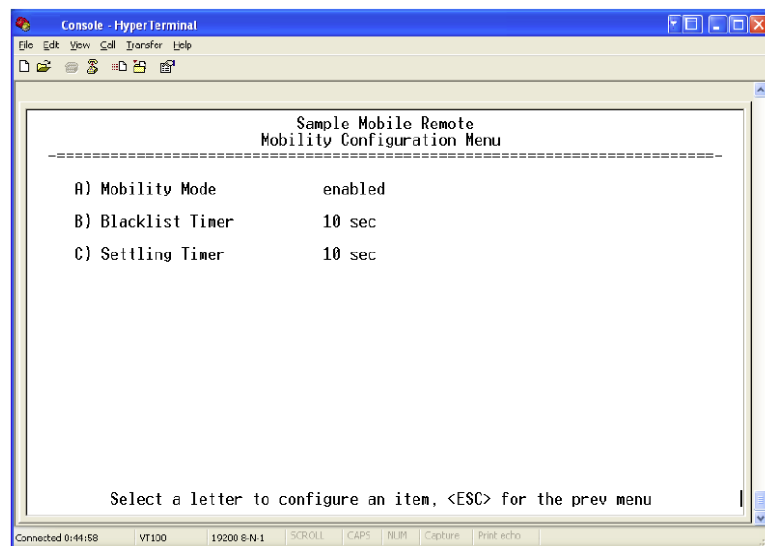 Console - HyperTerminal
File Edit View Call Transfer Help
Sample Mobile Remote
Mobility Configuration Menu
-==========================================================================-
A) Mobility Mode enabled
B) Blacklist Timer 10 sec
C) Settling Timer 10 sec
Select a letter to configure an item, <ESC> for the prev menu
Connected 0:44:58 VT100 19200 8-N-1 SCROLL CAPS NUM Capture Print echo